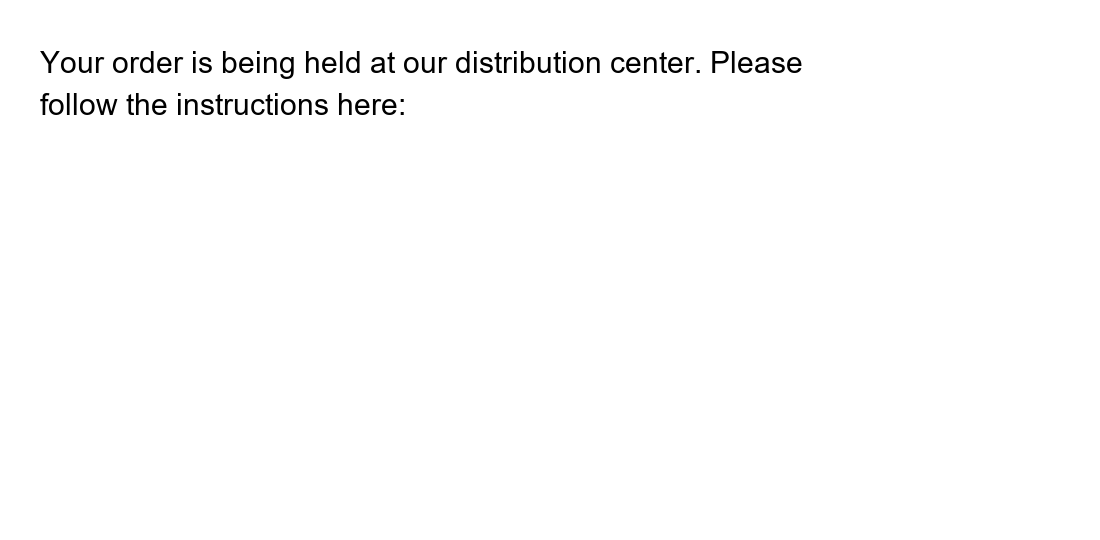 Your order is being held at our distribution center. Please
follow the instructions here: